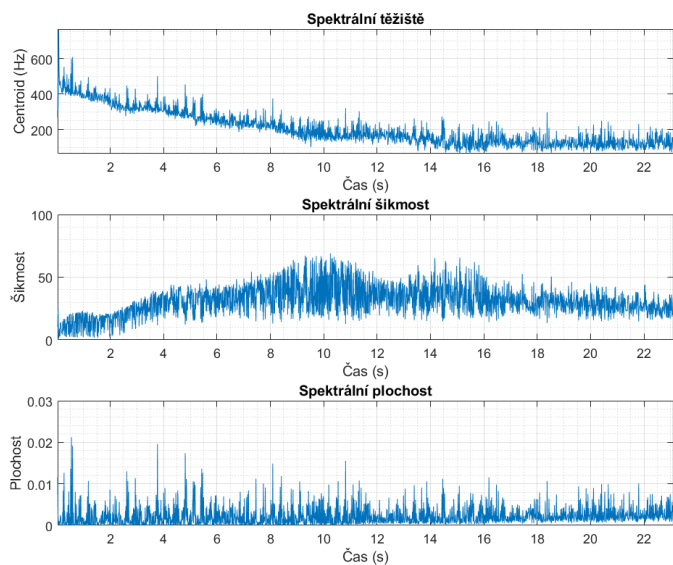 Spektrální těžiště
Centroid (Hz)
600
400
200
2 4 6 8 10 12 14 16 18 20 22
Čas (s)
Spektrální šikmost
Šikmost
100
50
0
2 4 6 8 10 12 14 16 18 20 22
Čas (s)
Spektrální plochost
Plochost
0.03
0.02
0.01
0
2 4 6 8 10 12 14 16 18 20 22
Čas (s)